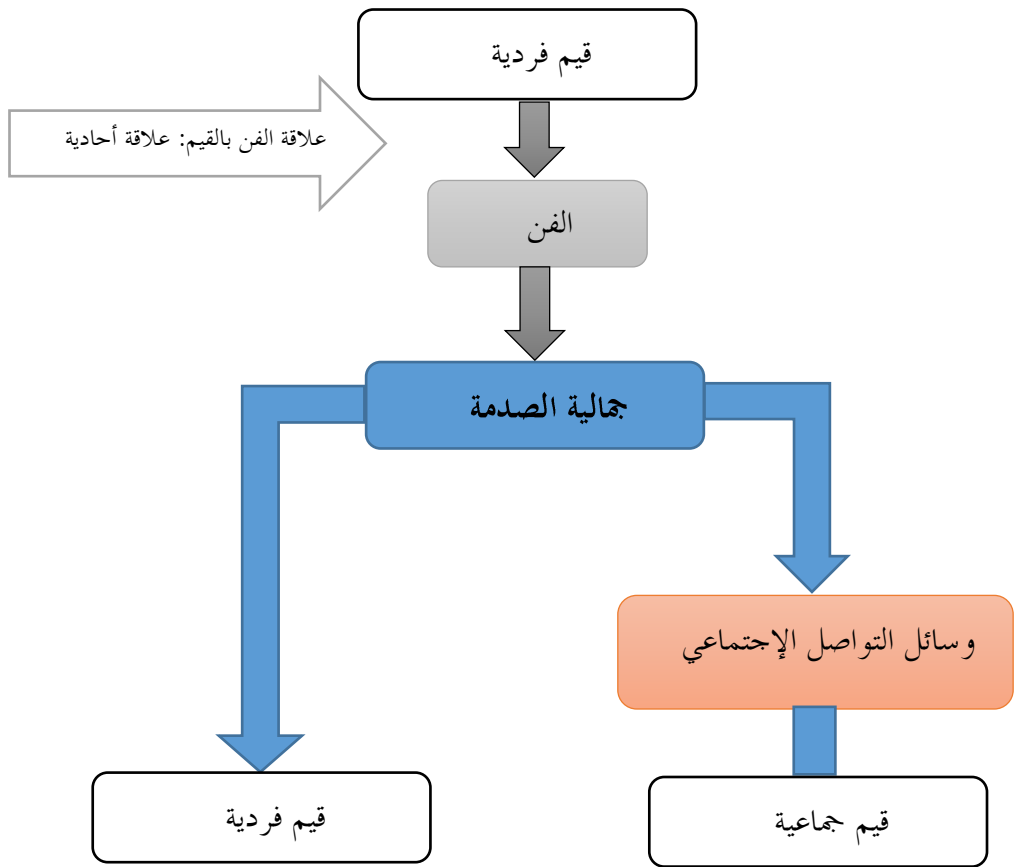 قيم فردية
علاقة الفن بالقيم: علاقة أحادية
الفن
جمالية الصدمة
وسائل التواصل الإجتماعي
قيم فردية
قيم جماعية